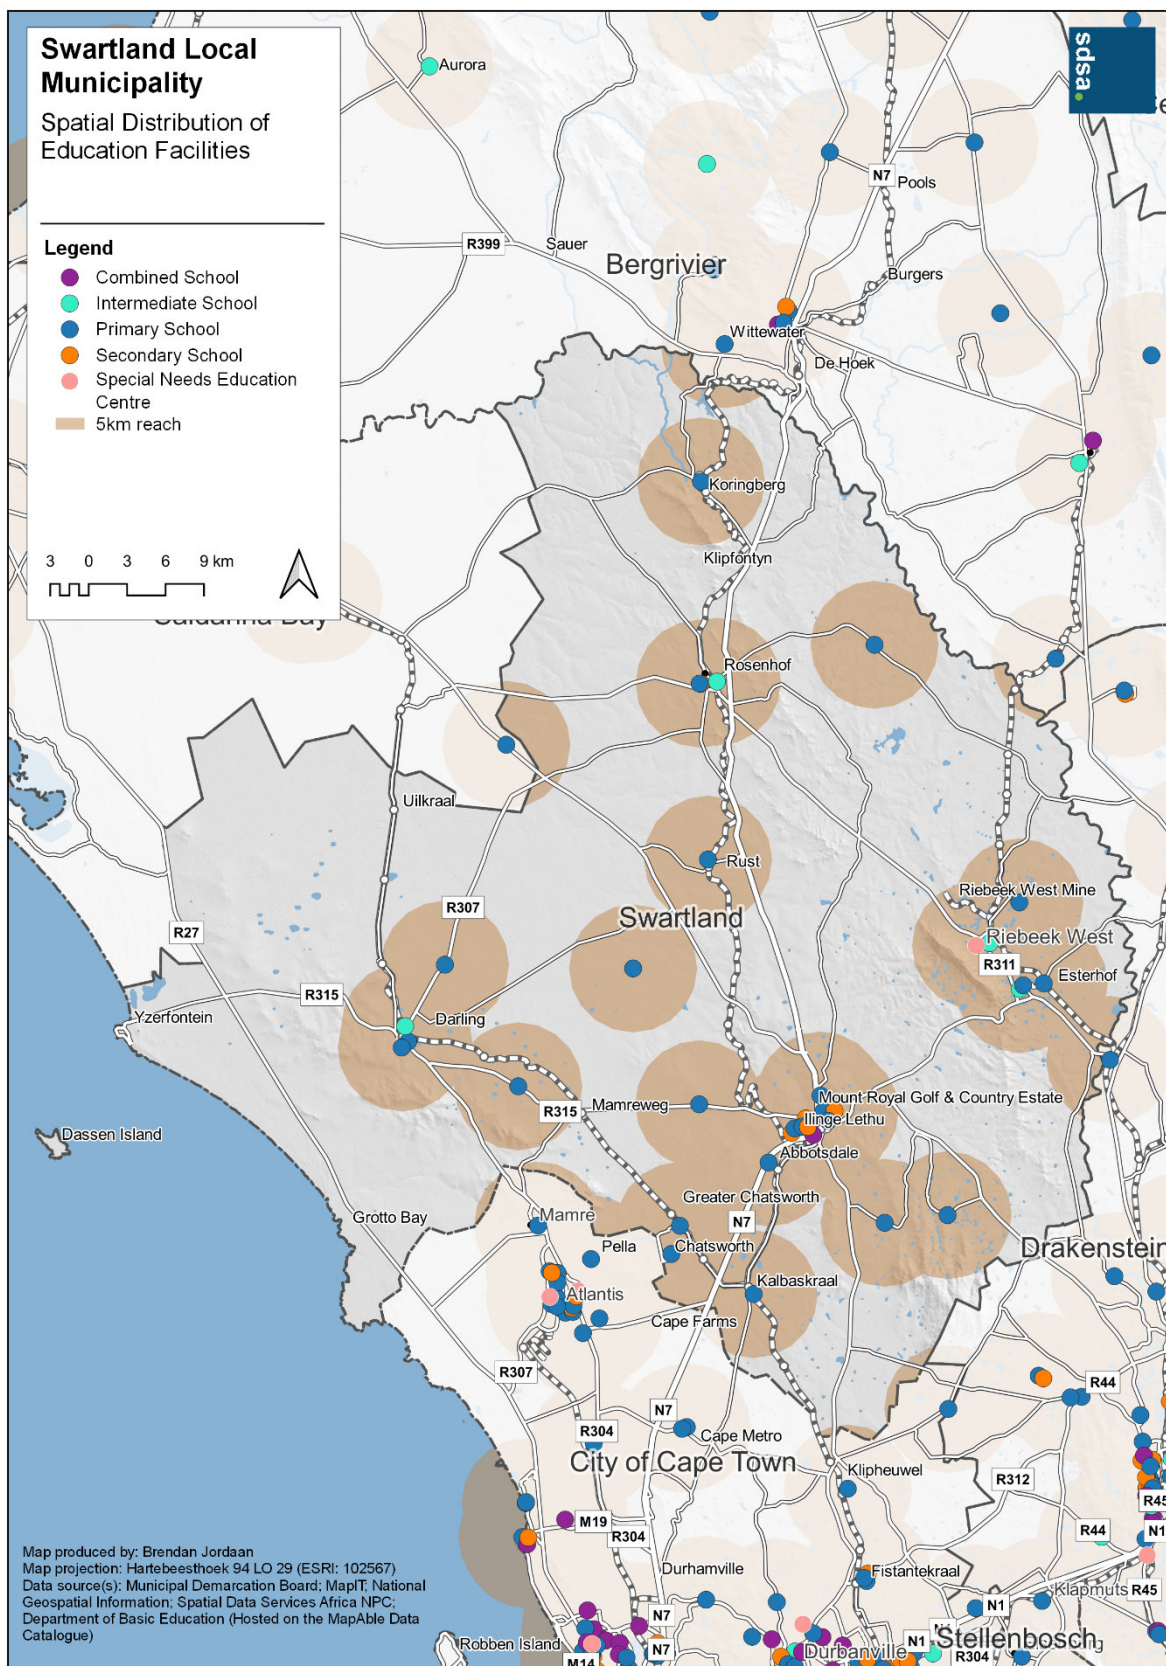 Swartland Local
Municipality
Spatial Distribution of
Education Facilities
Legend
Combined School
Intermediate School
Primary School
Secondary School
Special Needs Education
Centre
5km reach
3 0 3 6 9 km
sdsa
Aurora
N7
Pools
R399
Sauer
Bergrivier
Burgers
Wittewater
De Hoek
Koringberg
Klipfontyn
Saldanha Bay
Rosenhof
Uilkraal
Rust
Riebeek West Mine
R307
Swartland
R27
Riebeek West
R311
Esterhof
R315
Yzerfontein
Darling
Mount Royal Golf & Country Estate
Mamreweg
R315
Ilinge Lethu
Dassen Island
Abbotsdale
Greater Chatsworth
Grotto Bay
Mamre
N7
Pella
Chatsworth
Drakenstein
Kalbaskraal
Atlantis
Cape Farms
R307
R44
N7
R304
Cape Metro
City of Cape Town
Klipheuwel
R312
R45
M19
R304
R44
N1
Map produced by: Brendan Jordaan
Map projection: Hartebeesthoek 94 LO 29 (ESRI: 102567)
Data source(s): Municipal Demarcation Board; MapIT; National
Geospatial Information; Spatial Data Services Africa NPC;
Department of Basic Education (Hosted on the MapAble Data
Catalogue)
Durhamville
Fistantekraal
Klapmuts
R45
N1
N7
Robben Island
N7
Durbanville
N1
Stellenbosch
R304
M14